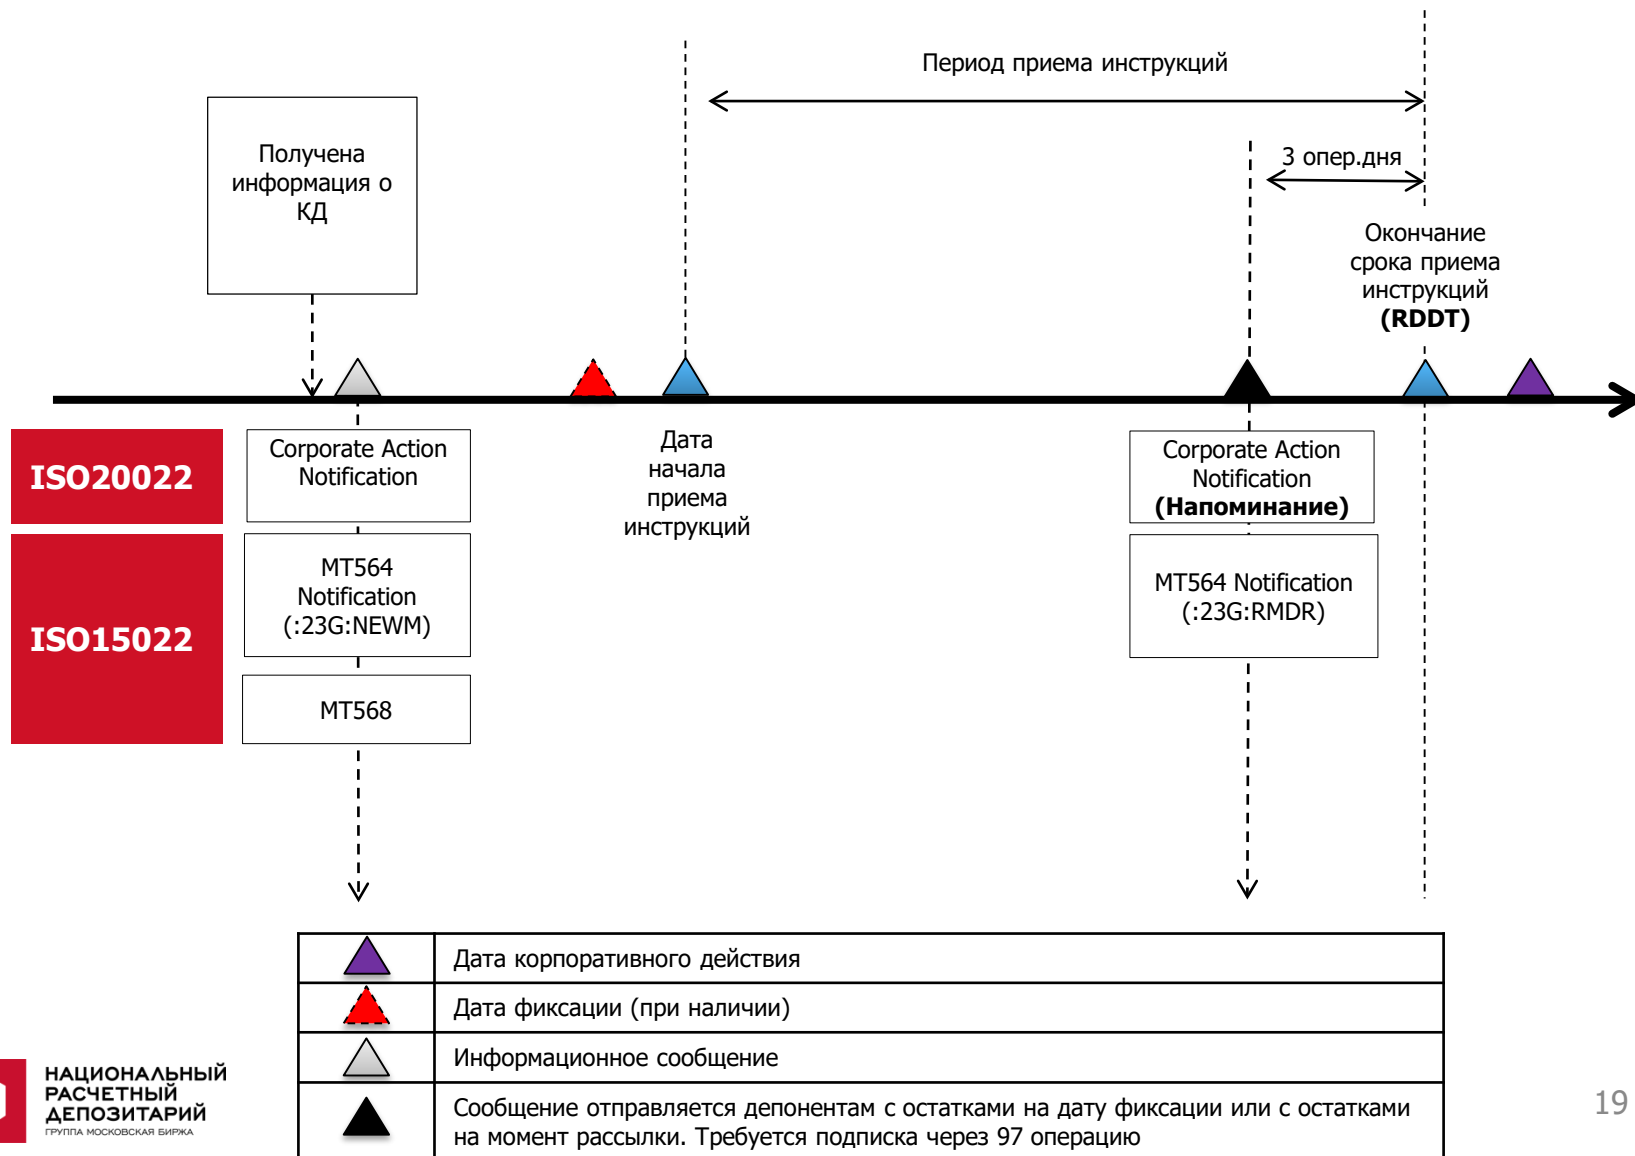 Период приема инструкций
Получена
информация о
КД
3 опер.дня
Окончание
срока приема
инструкций
(RDDT)
ISO20022
Corporate Action
Notification
Дата
начала
приема
инструкций
Corporate Action
Notification
(Напоминание)
ISO15022
MT564
Notification
(:23G:NEWM)
MT564 Notification
(:23G:RMDR)
MT568
Дата корпоративного действия
Дата фиксации (при наличии)
Информационное сообщение
Сообщение отправляется депонентам с остатками на дату фиксации или с остатками
на момент рассылки. Требуется подписка через 97 операцию
НАЦИОНАЛЬНЫЙ
РАСЧЕТНЫЙ
ДЕПОЗИТАРИЙ
ГРУППА МОСКОВСКАЯ БИРЖА
19